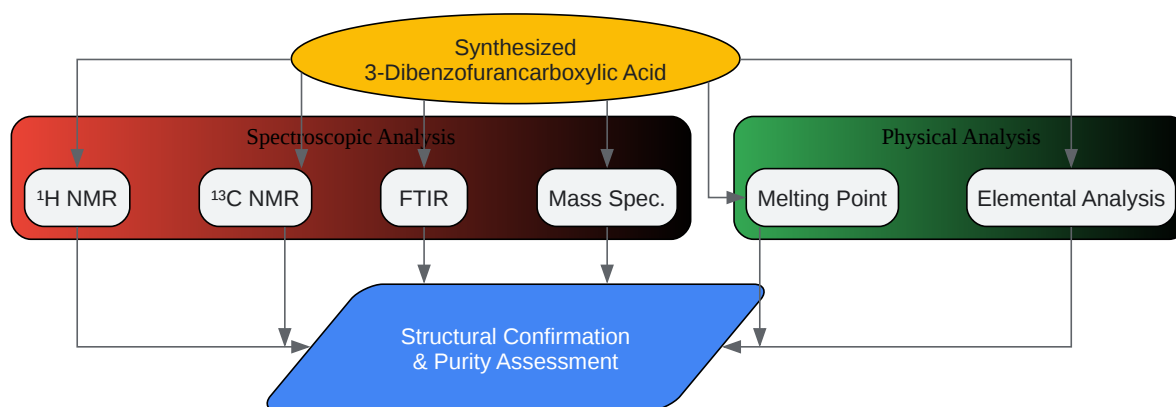 Synthesized
3-Dibenzofurancarboxylic Acid
Spectroscopic Analysis
Physical Analysis
¹H NMR
¹³C NMR
FTIR
Mass Spec.
Melting Point
Elemental Analysis
Structural Confirmation
& Purity Assessment